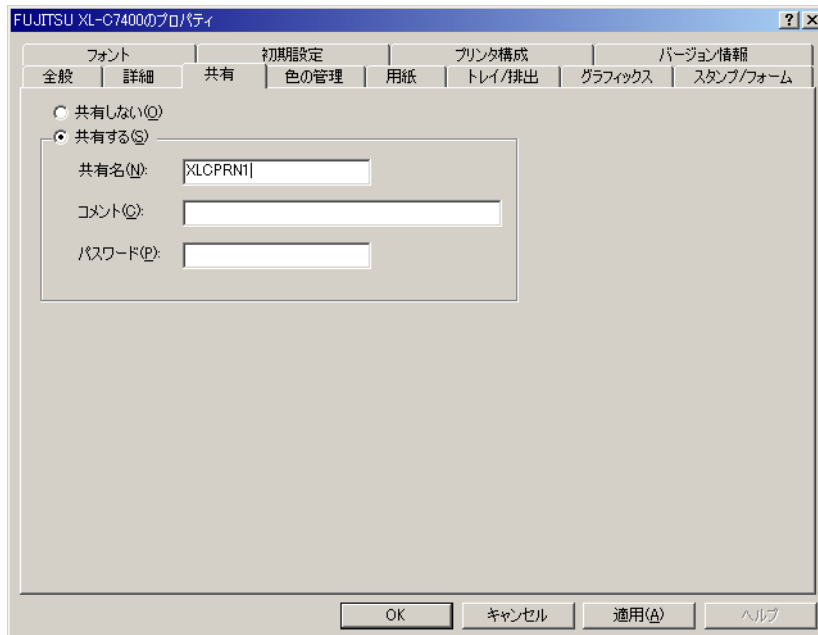 FUJITSU XL-C7400のプロパティ
フォント 初期設定 プリンタ構成 バージョン情報
全般 詳細 共有 色の管理 用紙 トレイ/排出 グラフィックス スタンプ/フォーム
共有しない(O)
共有する(S)
共有名(N): XLCPRN1
コメント(C):
パスワード(P):
OK キャンセル 適用(A) ヘルプ